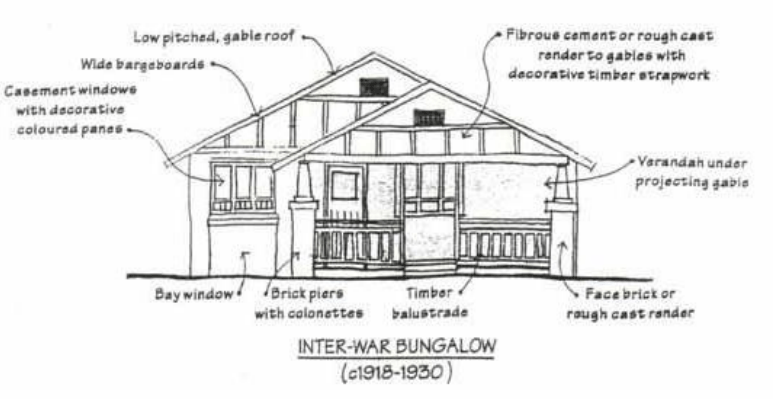 Low pitched, gable roof
Wide bargeboards
Casement windows
with decorative
coloured panes
Fibrous cement or rough cast
render to gables with
decorative timber strapwork
Verandah under
projecting gable
Bay window
Brick piers
with colonettes
Timber
balustrade
Face brick or
rough cast render
INTER-WAR BUNGALOW
(c1918-1930)